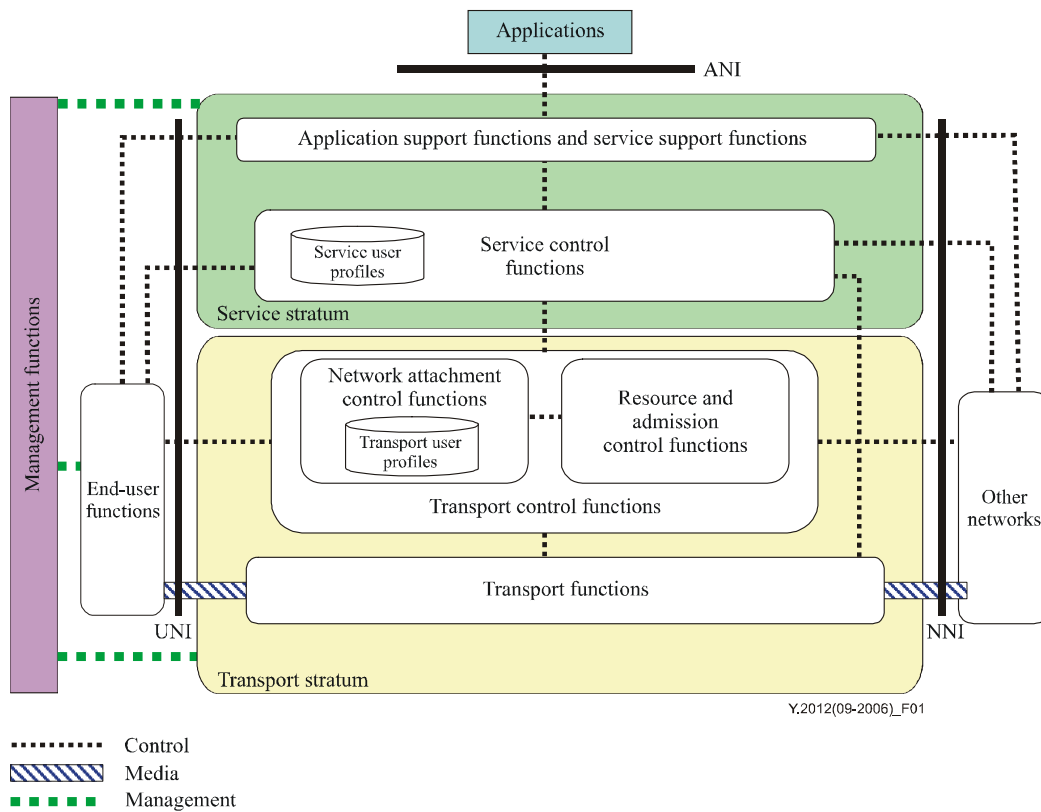 Applications
ANI
Application support functions and service support functions
Service user
profiles
Service control
functions
Service stratum
Management functions
Network attachment
control functions
Transport user
profiles
Resource and
admission
control functions
Transport control functions
End-user
functions
Other
networks
Transport functions
UNI
NNI
Transport stratum
Y.2012(09-2006)_F01
Control
Media
Management